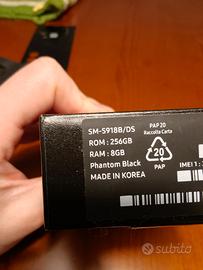 SM-S918B/DS
ROM : 256GB
RAM : 8GB
Phantom Black
MADE IN KOREA
PAP 20
Raccolta Carta
20
PAP
IMEI 1 :
subito